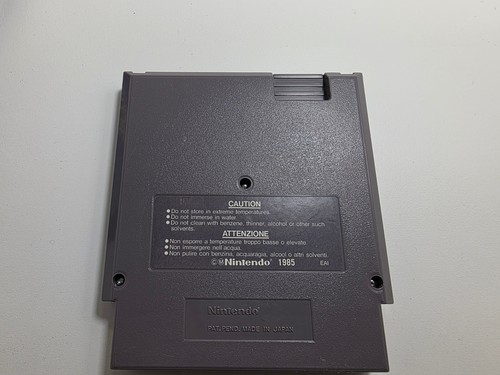 CAUTION
●Do not store in extreme temperatures.
●Do not immerse in water.
●Do not clean with benzene, thinner, alcohol or other such
solvents.
ATTENZIONE
●Non esporre a temperature troppo basse o elevate.
●Non immergere nell'acqua.
●Non pulire con benzina, acquaragia, alcool o altri solventi.
©Ⓜ Nintendo® 1985 EAI
Nintendo®
PAT. PEND. MADE IN JAPAN